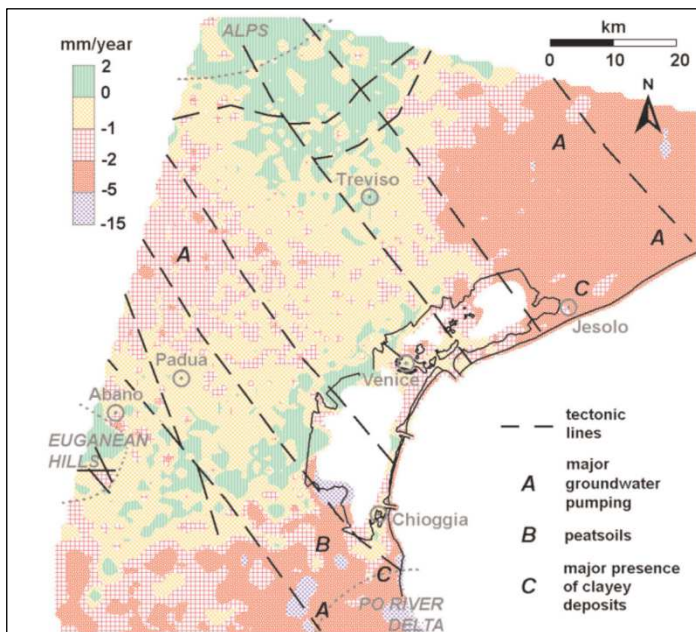 mm/year
2
0
-1
-2
-5
-15
ALPS
km
0
10
20
N
A
Treviso
A
A
C
Jesolo
Padua
Venice
Abano
EUGANEAN
HILLS
Chioggia
B
C
A
PO RIVER
DELTA
tectonic
lines
A
major
groundwater
pumping
B
peatsoils
C
major presence
of clayey
deposits